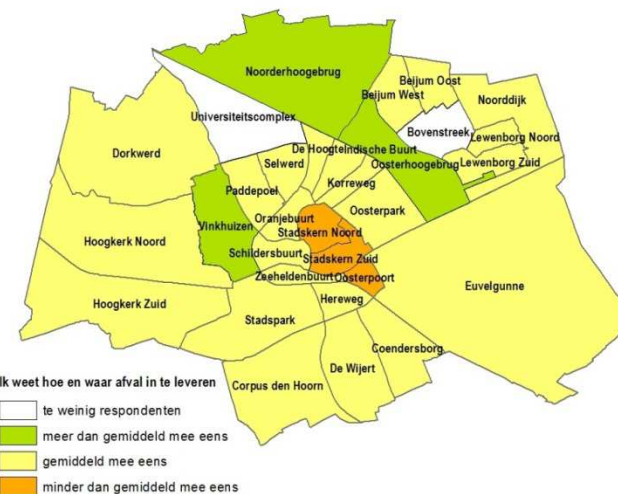 Noorderhoogebrug
Beijum Oost
Beijum West
Noorddijk
Universiteitscomplex
Bovenstreek
Lewenborg Noord
Dorkwerd
De Hoogte
Indische Buurt
Selwerd
Oosterhoogebrug
Lewenborg Zuid
Paddepoel
Korreweg
Vinkhuizen
Oranjebuurt
Oosterpark
Stadskern Noord
Hoogkerk Noord
Schildersbuurt
Stadskern Zuid
Zeeheldenbuurt
Oosterpoort
Euvelgunne
Hoogkerk Zuid
Hereweg
Stadspark
Coendersborg
De Wijert
Corpus den Hoorn
Ik weet hoe en waar afval in te leveren
te weinig respondenten
meer dan gemiddeld mee eens
gemiddeld mee eens
minder dan gemiddeld mee eens